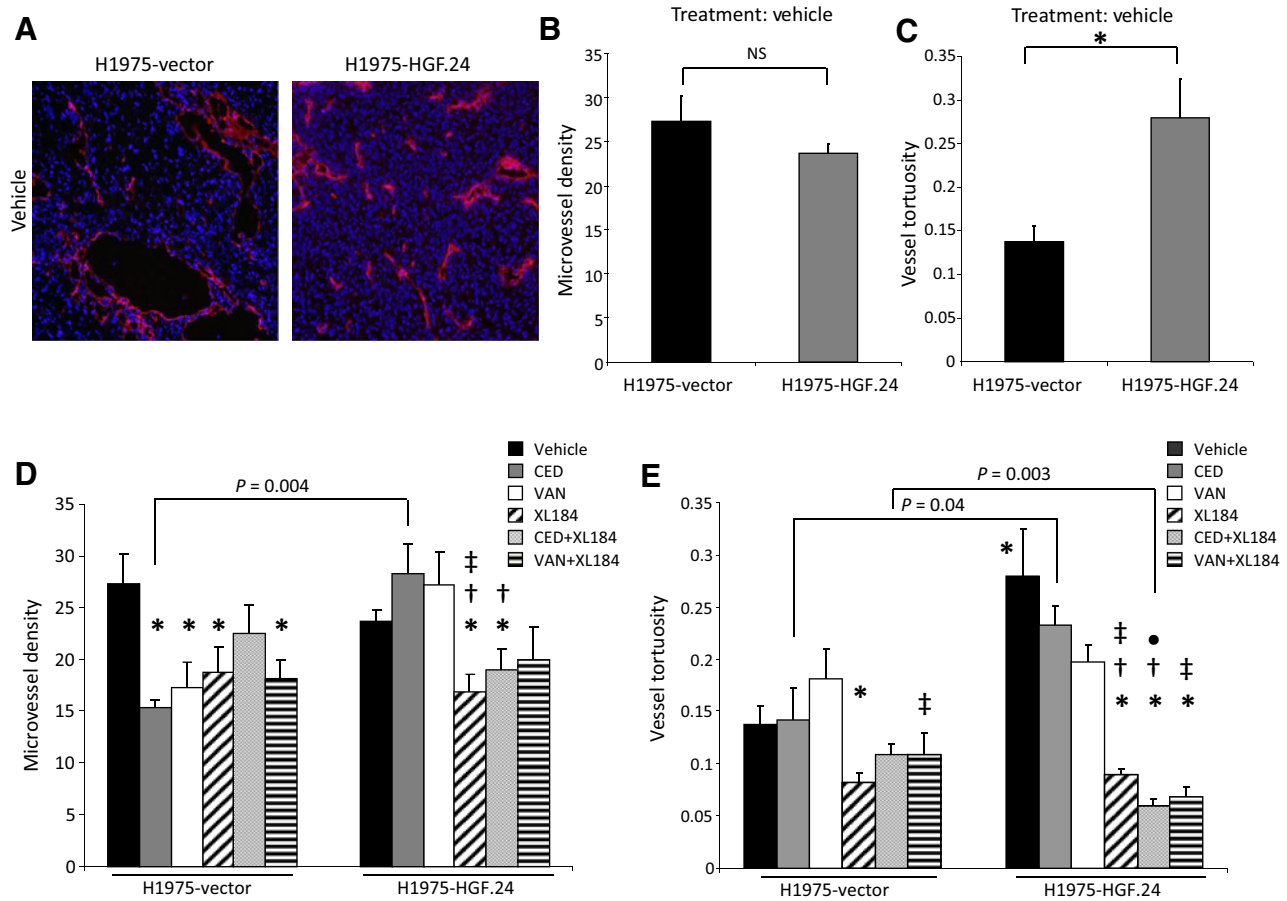 A
H1975-vector
H1975-HGF.24
Vehicle
B
Treatment: vehicle
NS
Microvessel density
35
30
25
20
15
10
5
0
H1975-vector
H1975-HGF.24
C
Treatment: vehicle
*
Vessel tortuosity
0.35
0.3
0.25
0.2
0.15
0.1
0.05
0
H1975-vector
H1975-HGF.24
D
Vehicle
CED
VAN
XL184
CED+XL184
VAN+XL184
P = 0.004
Microvessel density
35
30
25
20
15
10
5
0
* * * *
‡
† †
* *
H1975-vector
H1975-HGF.24
E
Vehicle
CED
VAN
XL184
CED+XL184
VAN+XL184
P = 0.003
P = 0.04
Vessel tortuosity
0.35
0.3
0.25
0.2
0.15
0.1
0.05
0
* ‡
*
‡ •
† † ‡
* * *
H1975-vector
H1975-HGF.24